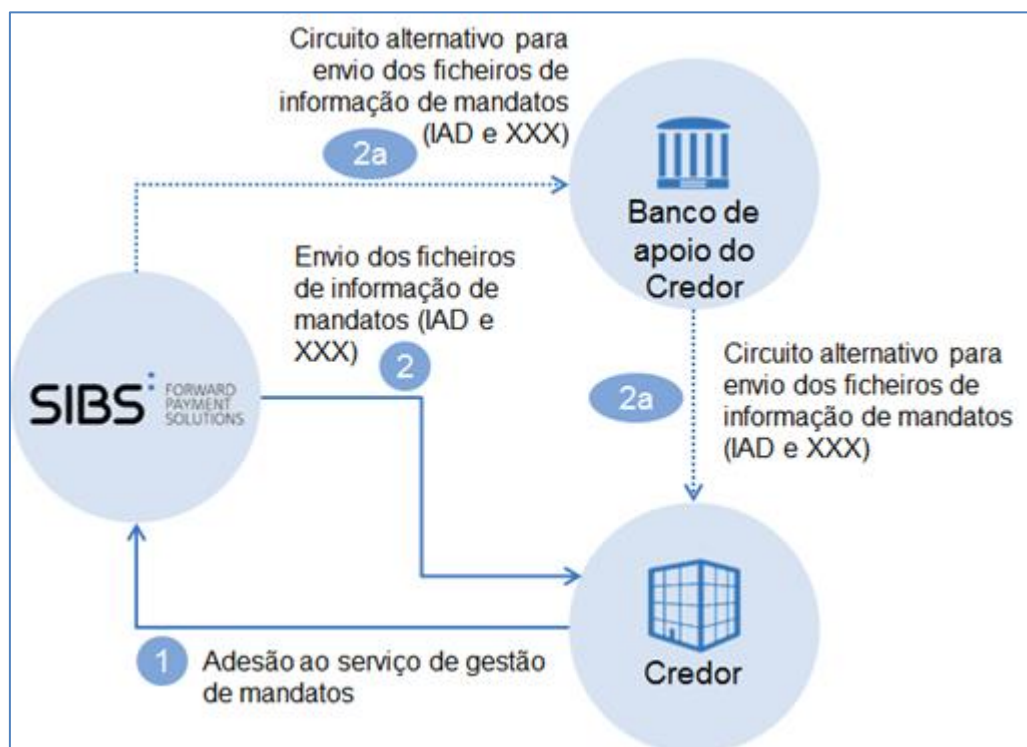 Circuito alternativo para
envio dos ficheiros de
informação de mandatos
(IAD e XXX)
2a
Banco de
apoio do
Credor
Envio dos ficheiros
de informação de
mandatos (IAD e
XXX)
2
SIBS
FORWARD
PAYMENT
SOLUTIONS
2a
Circuito alternativo para
envio dos ficheiros de
informação de mandatos
(IAD e XXX)
1
Adesão ao serviço de gestão
de mandatos
Credor